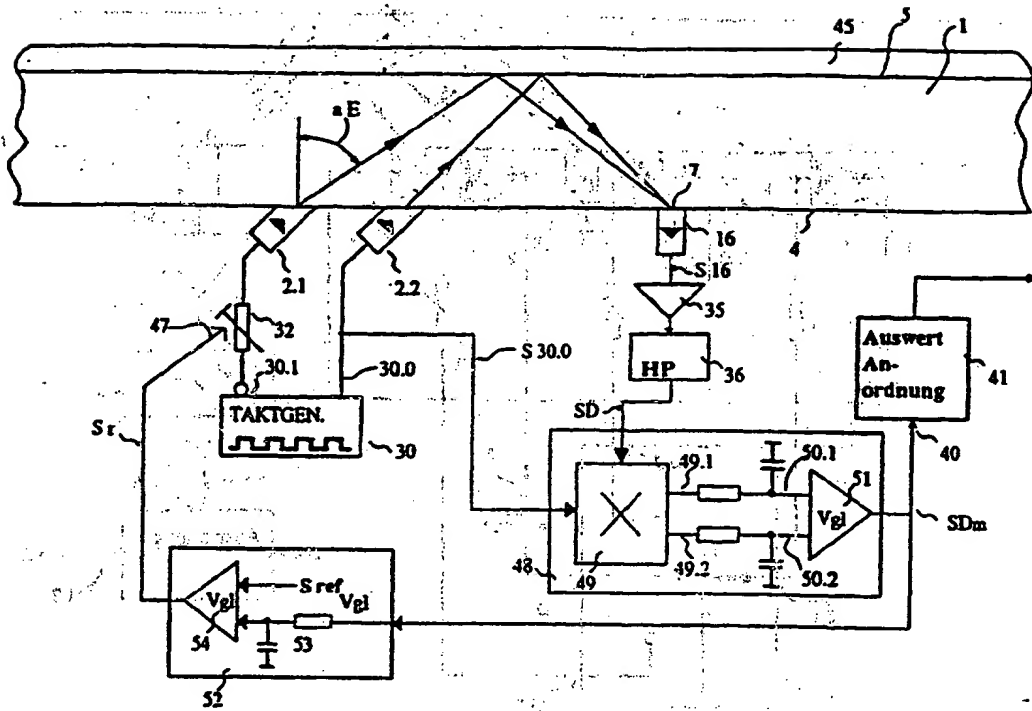 45
5
1
aE
7
16
4
2.1
2.2
S 16
35
47
32
30.1
30.0
S 30.0
HP
36
Auswert
An-
ordnung
41
TAKTGEN.
30
SD
40
S r
49.1
50.1
51
Vgl
SDm
48
49
49.2
50.2
S ref
Vgl
Vgl
54
53
52